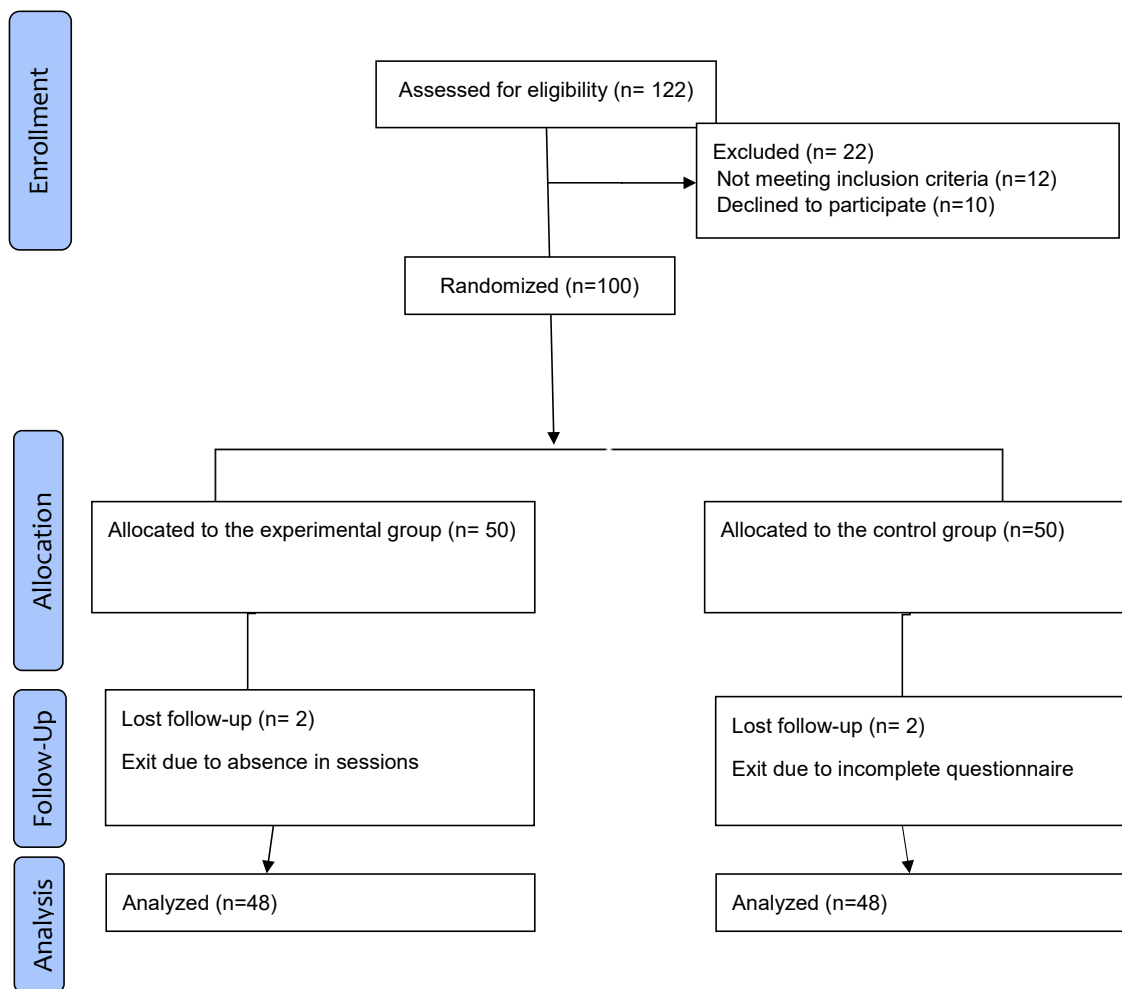 Enrollment
Assessed for eligibility (n= 122)
Excluded (n= 22)
Not meeting inclusion criteria (n=12)
Declined to participate (n=10)
Randomized (n=100)
Allocation
Allocated to the experimental group (n= 50)
Allocated to the control group (n=50)
Follow-Up
Lost follow-up (n= 2)
Exit due to absence in sessions
Lost follow-up (n= 2)
Exit due to incomplete questionnaire
Analysis
Analyzed (n=48)
Analyzed (n=48)